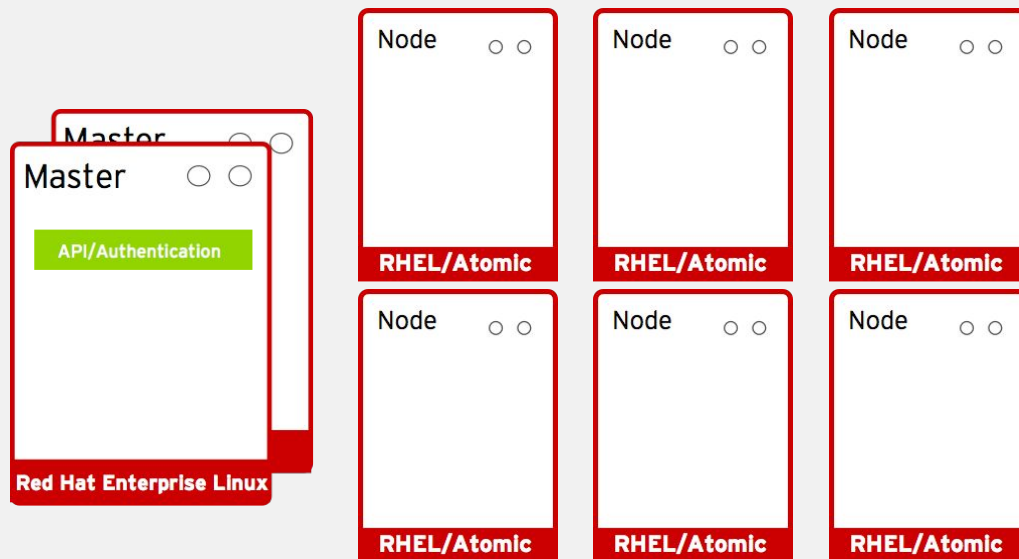 Master
Master
API/Authentication
Red Hat Enterprise Linux
Node
Node
Node
RHEL/Atomic
RHEL/Atomic
RHEL/Atomic
Node
Node
Node
RHEL/Atomic
RHEL/Atomic
RHEL/Atomic